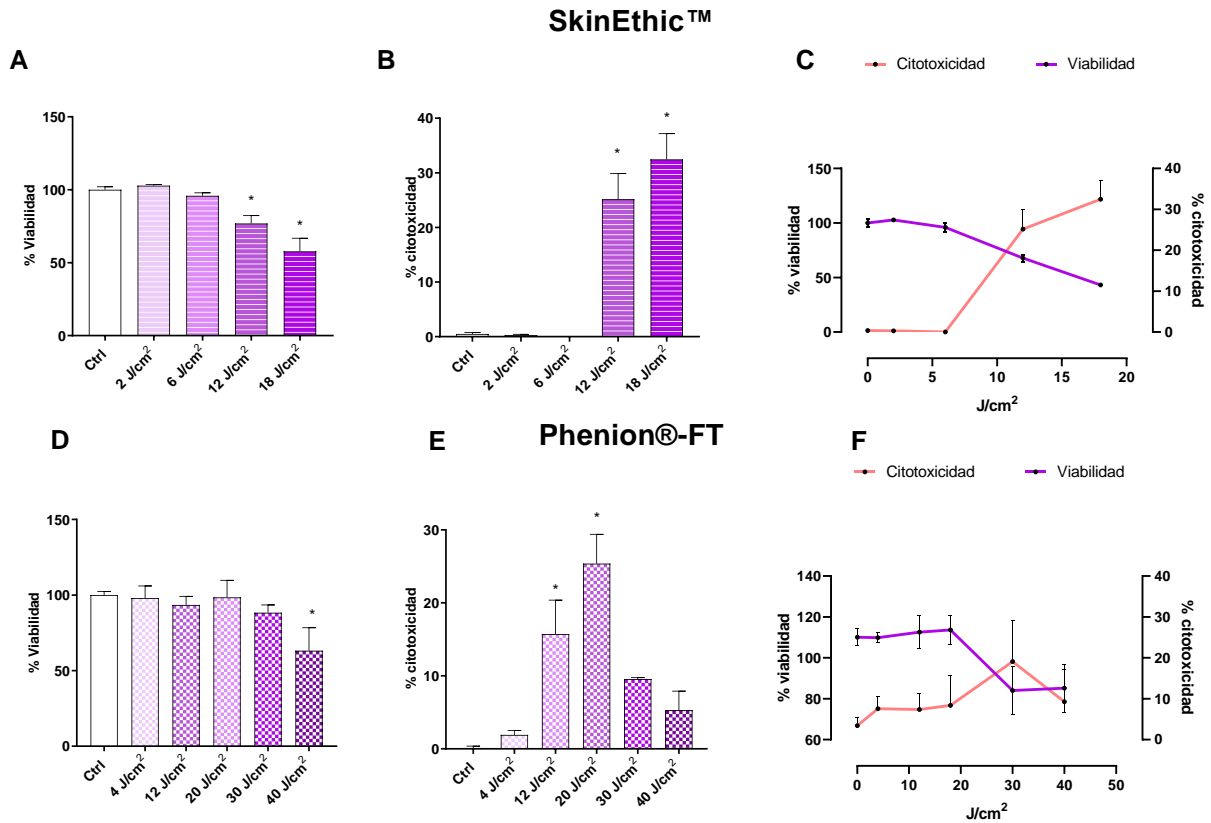 SkinEthic™
A
% Viabilidad
150
100
50
0
Ctrl
2 J/cm²
6 J/cm²
12 J/cm²
18 J/cm²
*
*
B
% citotoxicidad
40
30
20
10
0
Ctrl
2 J/cm²
6 J/cm²
12 J/cm²
18 J/cm²
*
*
C
Citotoxicidad
Viabilidad
% viabilidad
150
100
50
0
% citotoxicidad
40
30
20
10
0
0
5
10
15
20
J/cm²
Phenion®-FT
D
% Viabilidad
150
100
50
0
Ctrl
4 J/cm²
12 J/cm²
20 J/cm²
30 J/cm²
40 J/cm²
*
E
% citotoxicidad
30
20
10
0
Ctrl
4 J/cm²
12 J/cm²
20 J/cm²
30 J/cm²
40 J/cm²
*
*
F
Citotoxicidad
Viabilidad
% viabilidad
140
120
100
80
60
% citotoxicidad
40
30
20
10
0
0
10
20
30
40
50
J/cm²